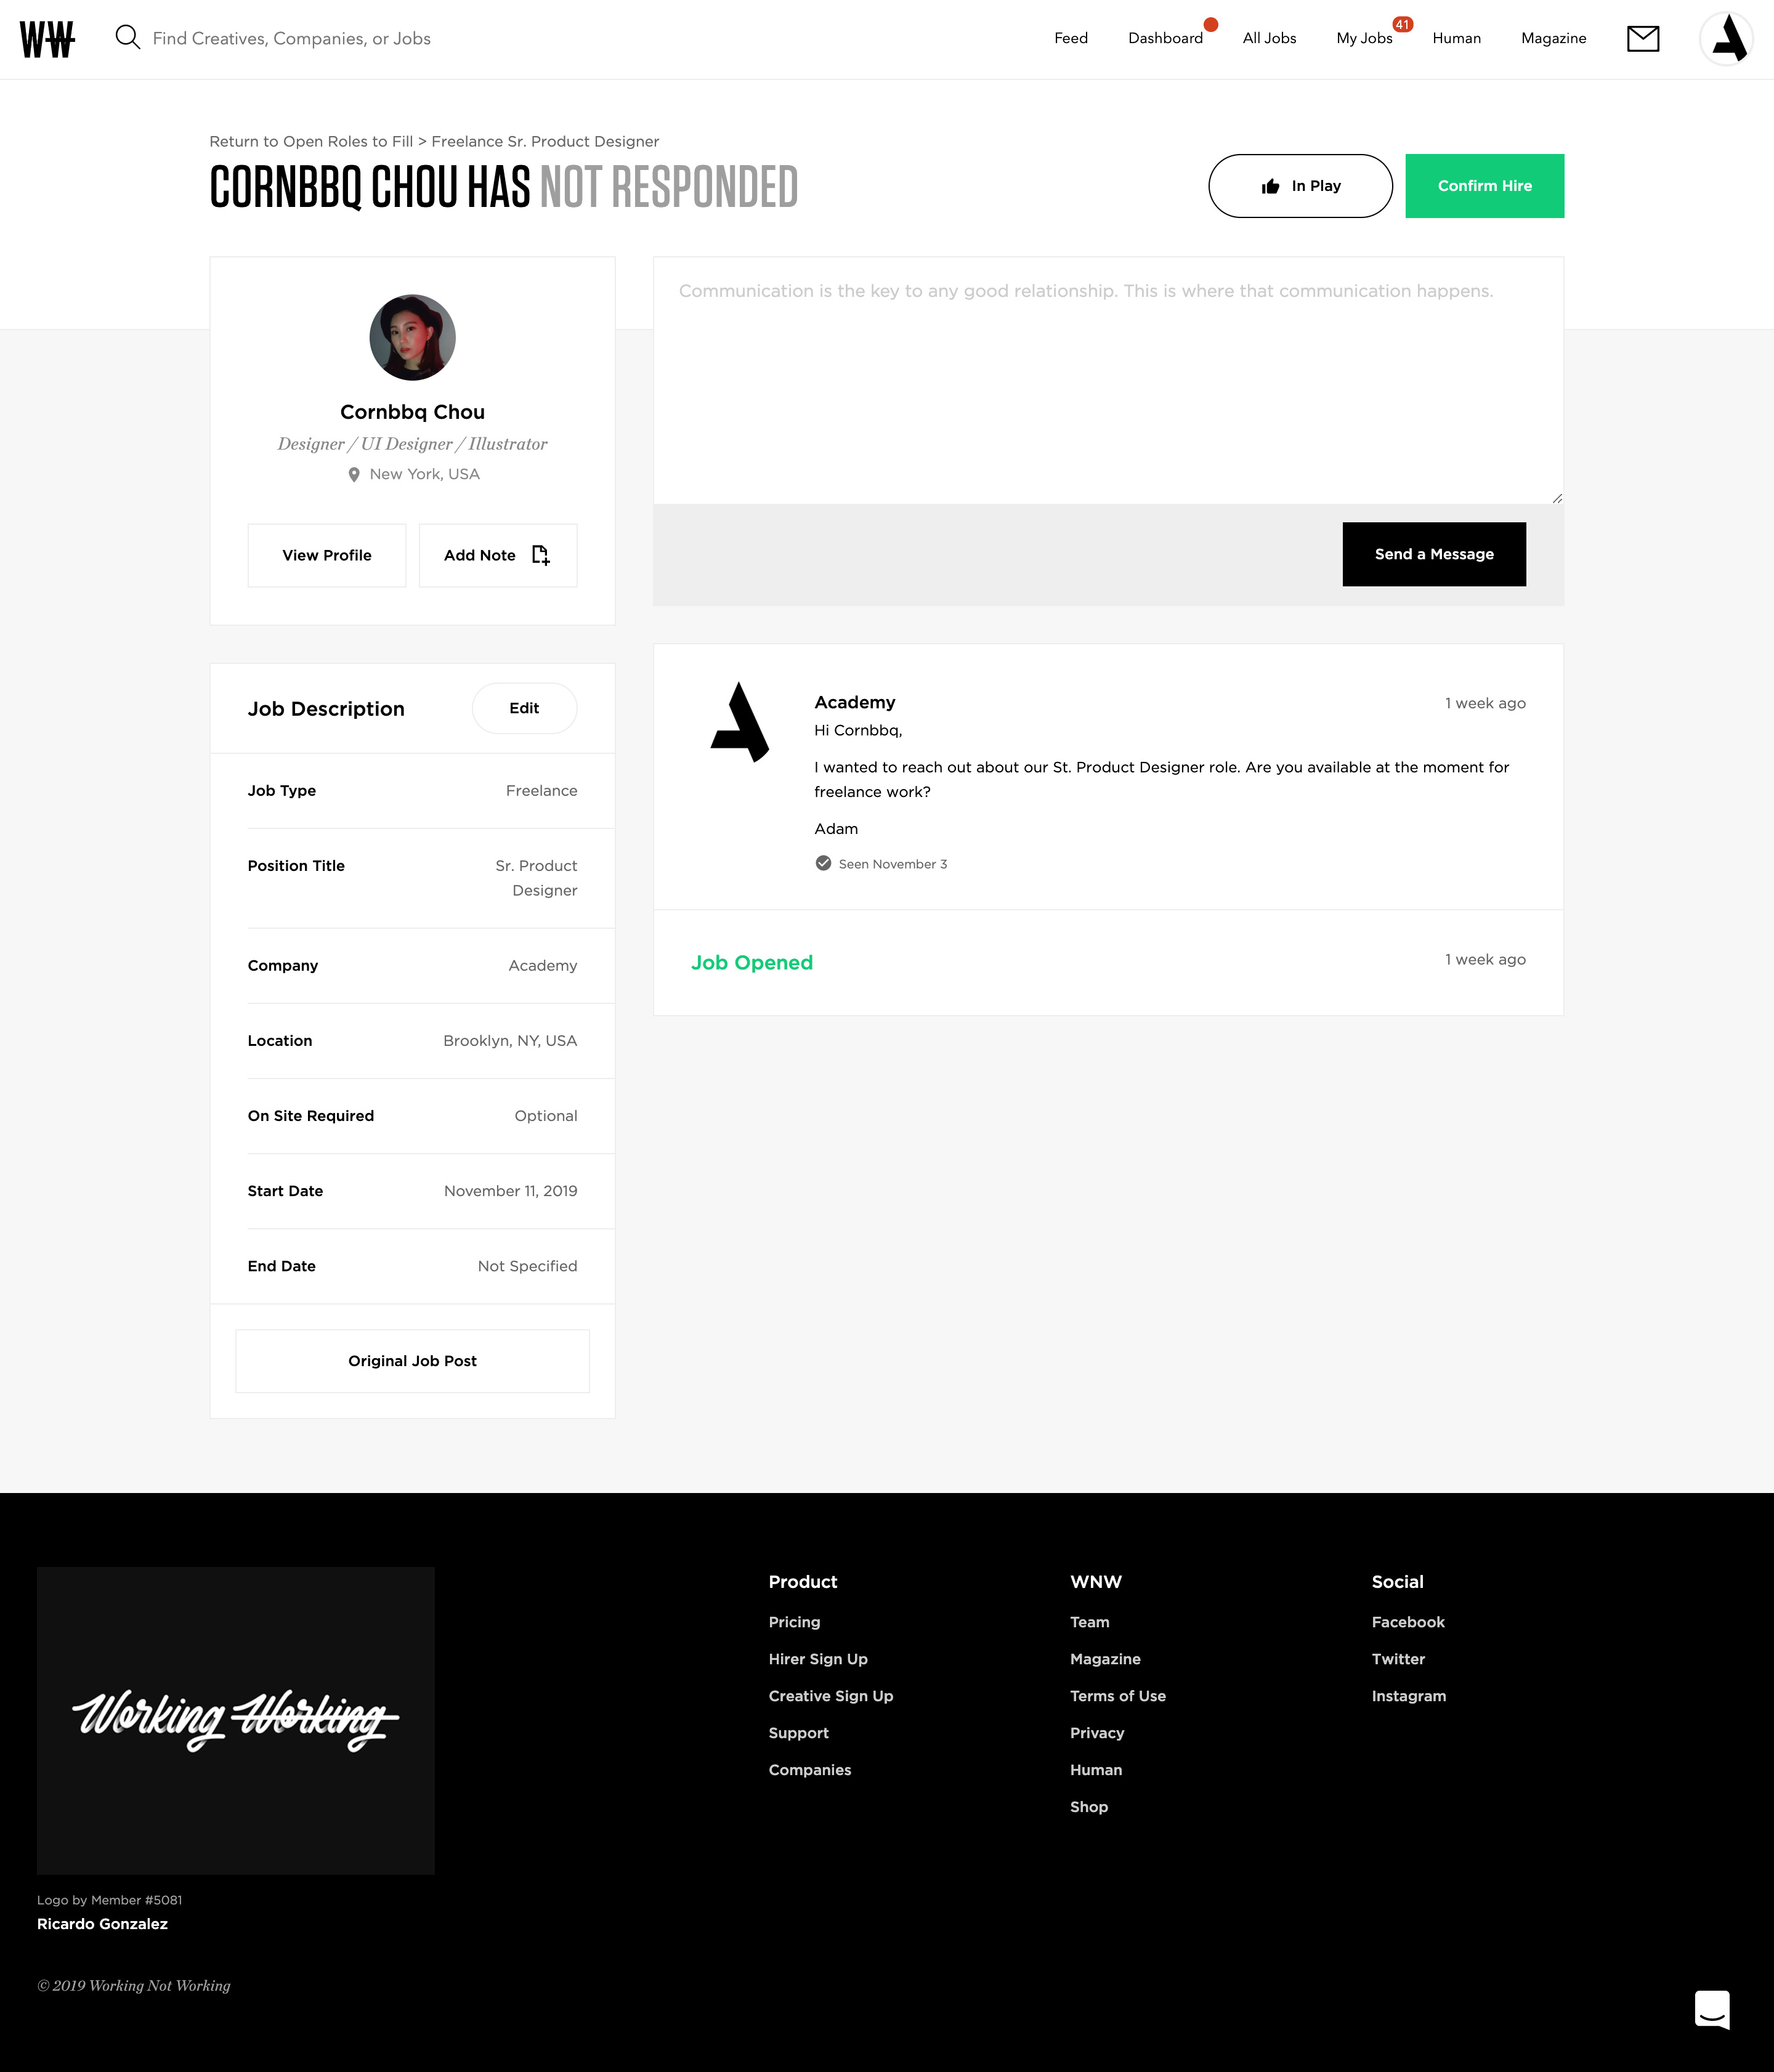 WW
Find Creatives, Companies, or Jobs
Feed
Dashboard
All Jobs
My Jobs
41
Human
Magazine
Return to Open Roles to Fill > Freelance Sr. Product Designer
CORNBBQ CHOU HAS NOT RESPONDED
In Play
Confirm Hire
Cornbbq Chou
Designer / UI Designer / Illustrator
New York, USA
View Profile
Add Note
Communication is the key to any good relationship. This is where that communication happens.
Send a Message
Academy
1 week ago
Hi Cornbbq,
I wanted to reach out about our St. Product Designer role. Are you available at the moment for
freelance work?
Adam
Seen November 3
Job Opened
1 week ago
Job Description
Edit
Job Type
Freelance
Position Title
Sr. Product
Designer
Company
Academy
Location
Brooklyn, NY, USA
On Site Required
Optional
Start Date
November 11, 2019
End Date
Not Specified
Original Job Post
Working Working
Logo by Member #5081
Ricardo Gonzalez
© 2019 Working Not Working
Product
Pricing
Hirer Sign Up
Creative Sign Up
Support
Companies
WNW
Team
Magazine
Terms of Use
Privacy
Human
Shop
Social
Facebook
Twitter
Instagram